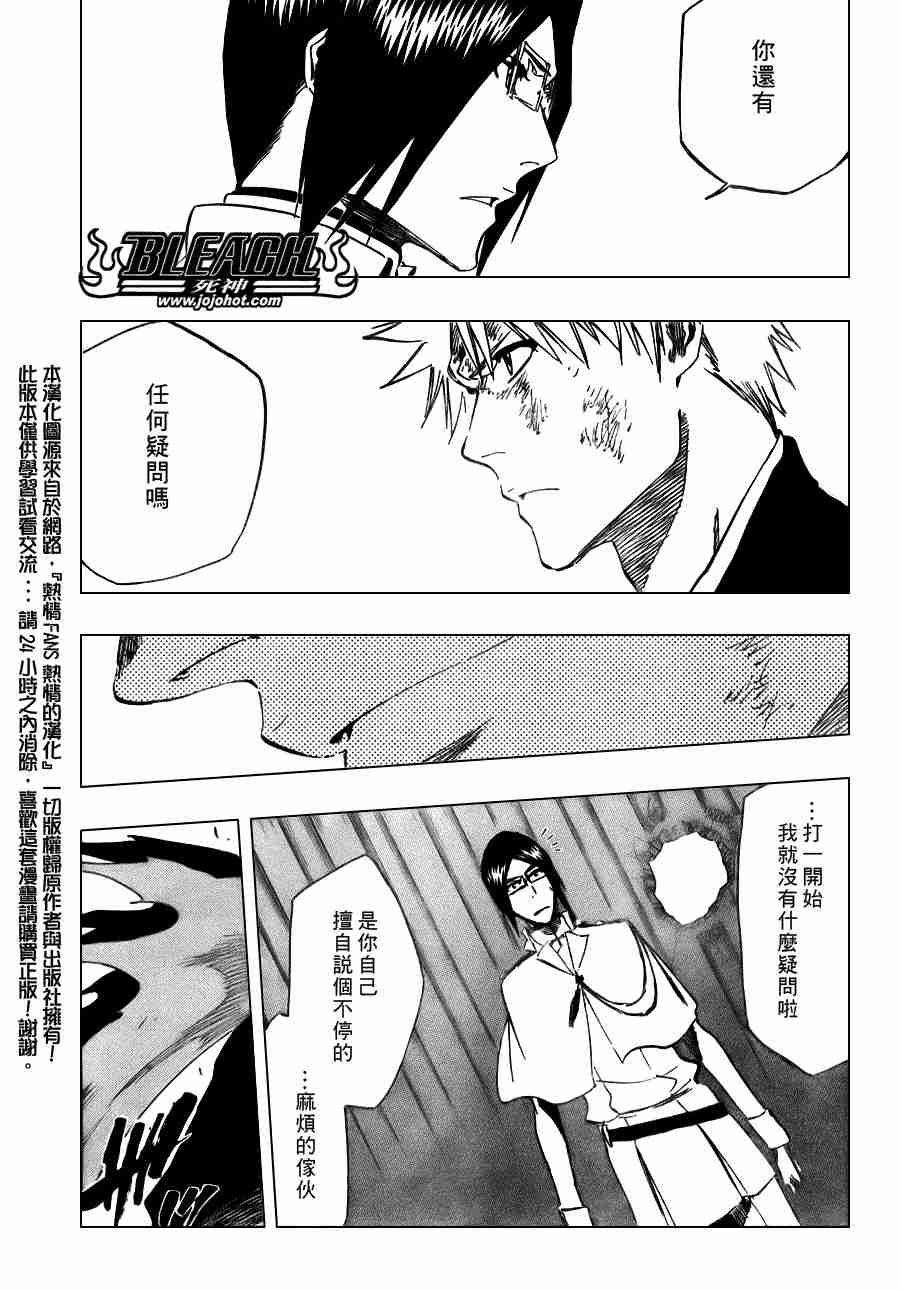 你還有
BLEACH
死神
www.jojohot.com
任何疑問嗎
…打一開始
我就沒有什麼疑問啦
是你自己
擅自説個不停的
…麻煩的傢伙
本漢化圖源來自於網路，『熱情FANS熱情的漢化』一切版權歸原作者與出版社擁有！
此版本僅供學習試看交流…請24小時之內消除，喜歡這套漫畫請購買正版！謝謝。